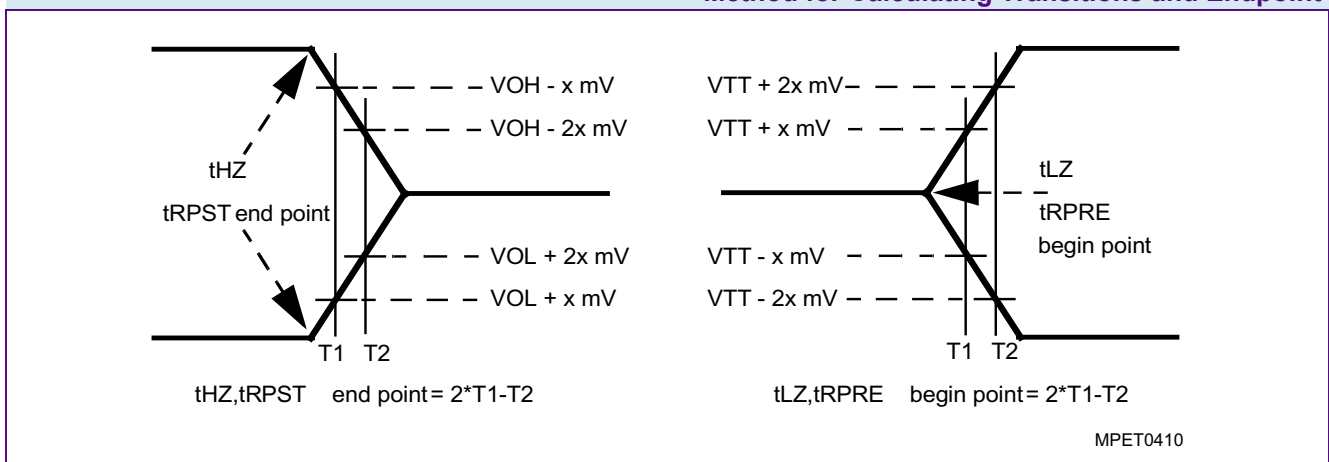 Method for Calculating Transitions and Endpoint
VOH - x mV
VOH - 2x mV
tHZ
tRPST end point
VOL + 2x mV
VOL + x mV
T1 T2
tHZ,tRPST end point = 2*T1-T2
VTT + 2x mV
VTT + x mV
tLZ
tRPRE
begin point
VTT - x mV
VTT - 2x mV
T1 T2
tLZ,tRPRE begin point = 2*T1-T2
MPET0410